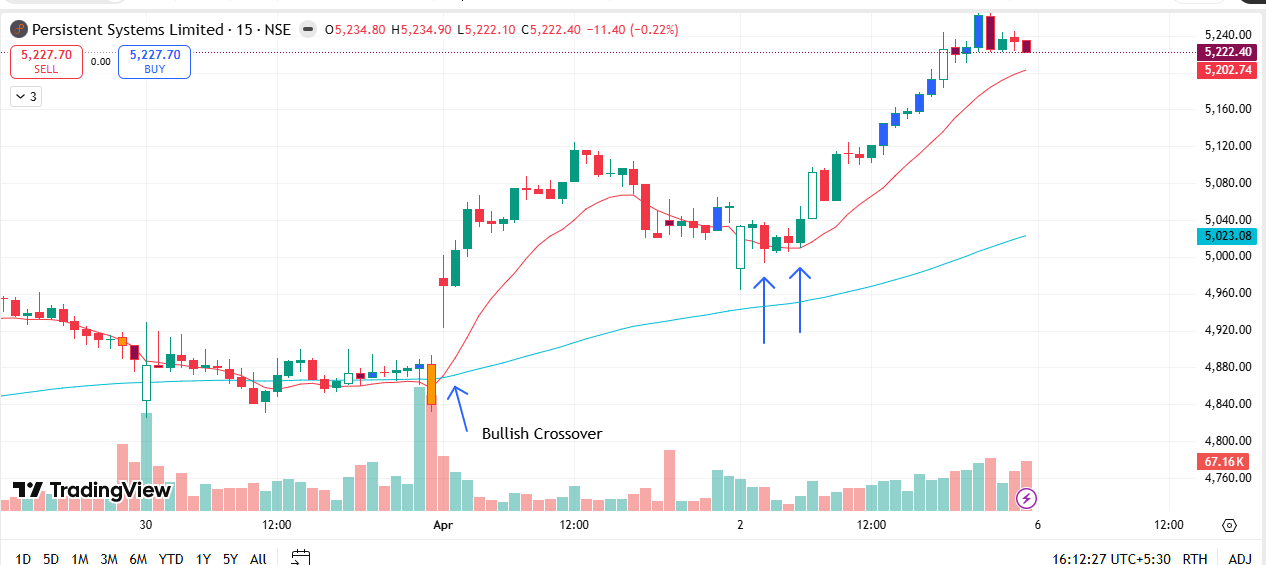 Persistent Systems Limited · 15 · NSE O5,234.80 H5,234.90 L5,222.10 C5,222.40 −11.40 (−0.22%)
5,227.70 SELL
0.00
5,227.70 BUY
3
5,240.00
5,222.40
5,202.74
5,160.00
5,120.00
5,080.00
5,040.00
5,023.08
5,000.00
4,960.00
4,920.00
4,880.00
4,840.00
4,800.00
67.16K
4,760.00
Bullish Crossover
TradingView
30 12:00 Apr 12:00 2 12:00 6 12:00
1D 5D 1M 3M 6M YTD 1Y 5Y All 16:12:27 UTC+5:30 RTH ADJ